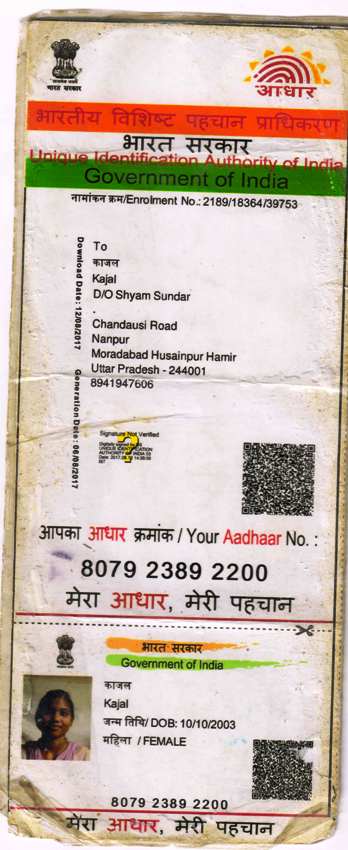 भारत सरकार
आधार
भारतीय विशिष्ट पहचान प्राधिकरण
भारत सरकार
Unique Identification Authority of India
Government of India
नामांकन क्रम/Enrolment No.: 2189/18364/39753
Download Date: 12/08/2017
Generation Date: 06/08/2017
To
काजल
Kajal
D/O Shyam Sundar
.
Chandausi Road
Nanpur
Moradabad Husainpur Hamir
Uttar Pradesh - 244001
8941947606
Signature Not Verified
?
आपका आधार क्रमांक / Your Aadhaar No. :
8079 2389 2200
मेरा आधार, मेरी पहचान
भारत सरकार
Government of India
काजल
Kajal
जन्म तिथि/ DOB: 10/10/2003
महिला / FEMALE
8079 2389 2200
मेरा आधार, मेरी पहचान